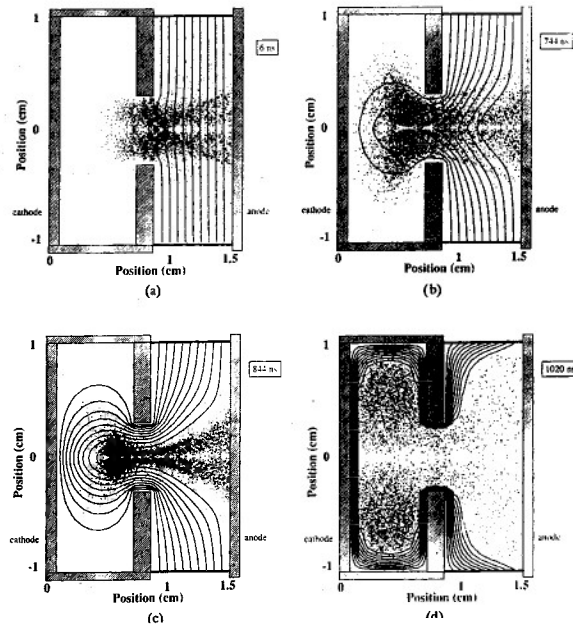 1
6 ns
Position (cm)
0
cathode
anode
-1
0
1
1.5
Position (cm)
(a)
1
744 ns
Position (cm)
0
cathode
anode
-1
0
1
1.5
Position (cm)
(b)
1
844 ns
Position (cm)
0
cathode
anode
-1
0
1
1.5
Position (cm)
(c)
1
1020 ns
Position (cm)
0
cathode
anode
-1
0
1
1.5
Position (cm)
(d)